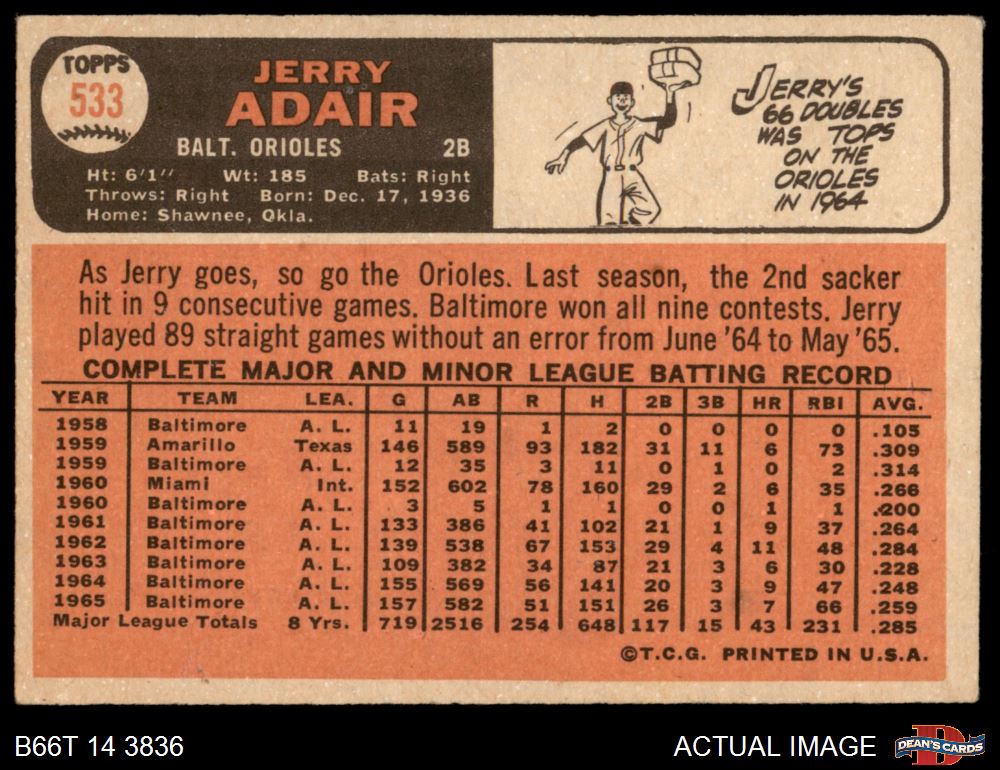 TOPPS
533
JERRY
ADAIR
BALT. ORIOLES 2B
Ht: 6'1" Wt: 185 Bats: Right
Throws: Right Born: Dec. 17, 1936
Home: Shawnee, Okla.
JERRY'S
66 DOUBLES
WAS TOPS
ON THE
ORIOLES
IN 1964
As Jerry goes, so go the Orioles. Last season, the 2nd sacker
hit in 9 consecutive games. Baltimore won all nine contests. Jerry
played 89 straight games without an error from June '64 to May '65.
COMPLETE MAJOR AND MINOR LEAGUE BATTING RECORD
YEAR TEAM LEA. G AB R H 2B 3B HR RBI AVG.
1958 Baltimore A. L. 11 19 1 2 0 0 0 0 .105
1959 Amarillo Texas 146 589 93 182 31 11 6 73 .309
1959 Baltimore A. L. 12 35 3 11 0 1 0 2 .314
1960 Miami Int. 152 602 78 160 29 2 6 35 .266
1960 Baltimore A. L. 3 5 1 1 0 0 1 1 .200
1961 Baltimore A. L. 133 386 41 102 21 1 9 37 .264
1962 Baltimore A. L. 139 538 67 153 29 4 11 48 .284
1963 Baltimore A. L. 109 382 34 87 21 3 6 30 .228
1964 Baltimore A. L. 155 569 56 141 20 3 9 47 .248
1965 Baltimore A. L. 157 582 51 151 26 3 7 66 .259
Major League Totals 8 Yrs. 719 2516 254 648 117 15 43 231 .285
©T.C.G. PRINTED IN U.S.A.
B66T 14 3836 ACTUAL IMAGE
DEAN'S CARDS